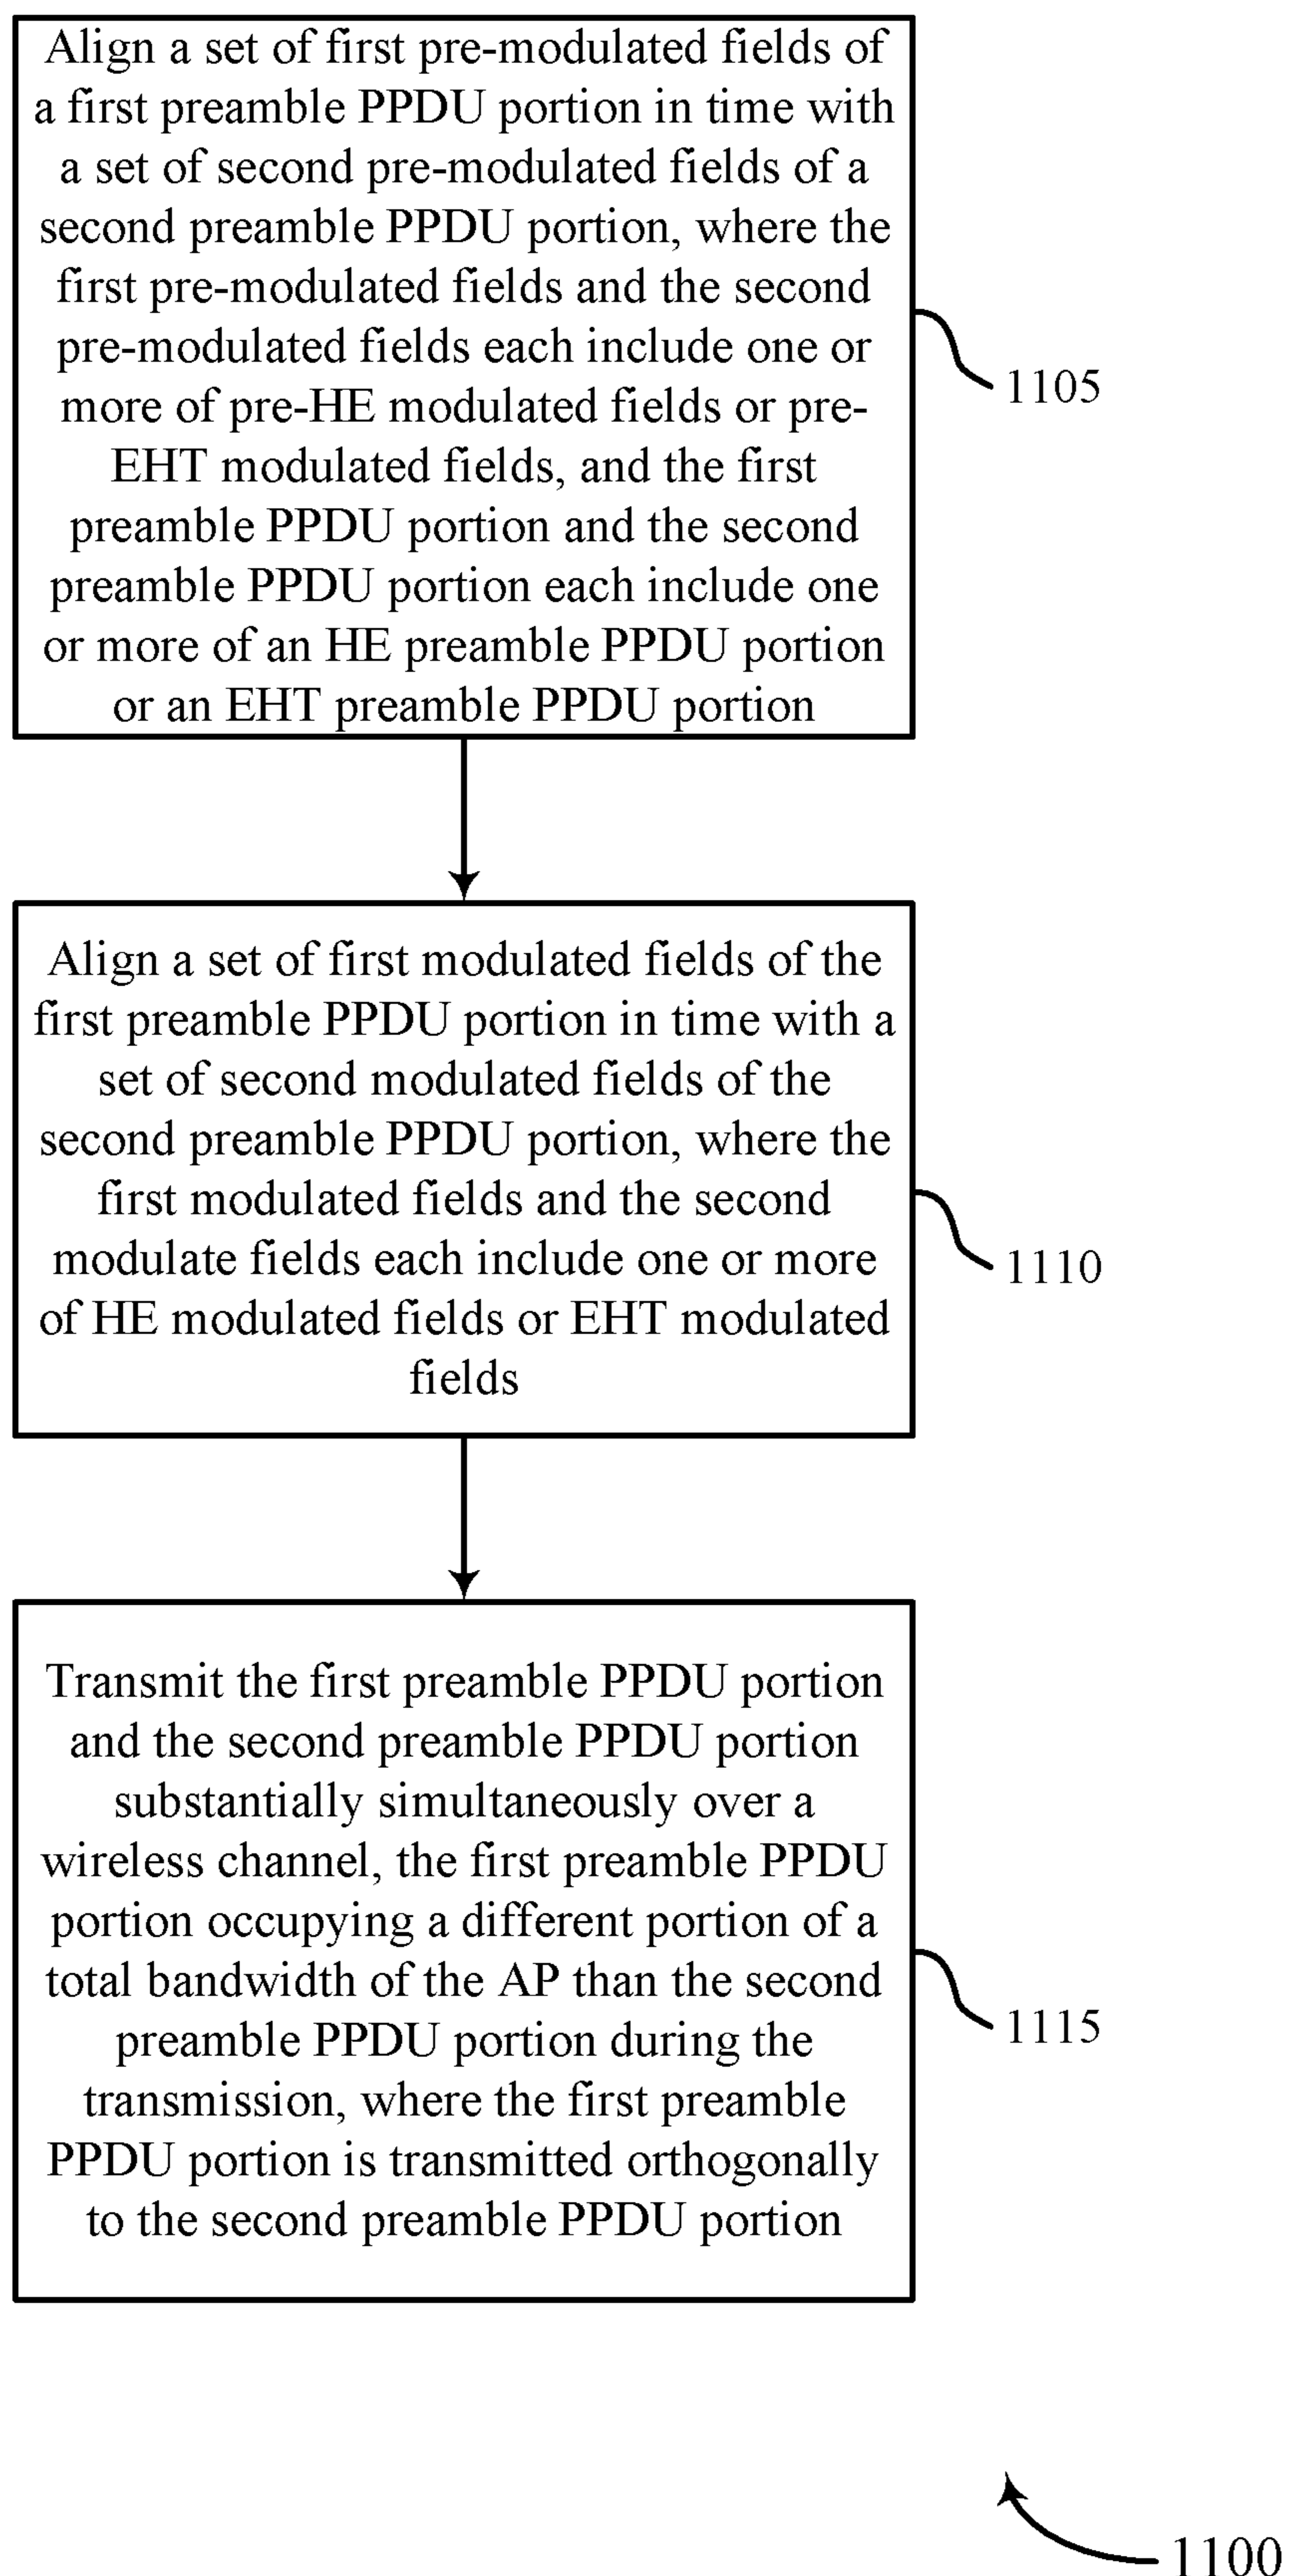 Align a set of first pre-modulated fields of
a first preamble PPDU portion in time with
a set of second pre-modulated fields of a
second preamble PPDU portion, where the
first pre-modulated fields and the second
pre-modulated fields each include one or
more of pre-HE modulated fields or pre-
EHT modulated fields, and the first
preamble PPDU portion and the second
preamble PPDU portion each include one
or more of an HE preamble PPDU portion
or an EHT preamble PPDU portion
1105
Align a set of first modulated fields of the
first preamble PPDU portion in time with a
set of second modulated fields of the
second preamble PPDU portion, where the
first modulated fields and the second
modulate fields each include one or more
of HE modulated fields or EHT modulated
fields
1110
Transmit the first preamble PPDU portion
and the second preamble PPDU portion
substantially simultaneously over a
wireless channel, the first preamble PPDU
portion occupying a different portion of a
total bandwidth of the AP than the second
preamble PPDU portion during the
transmission, where the first preamble
PPDU portion is transmitted orthogonally
to the second preamble PPDU portion
1115
1100